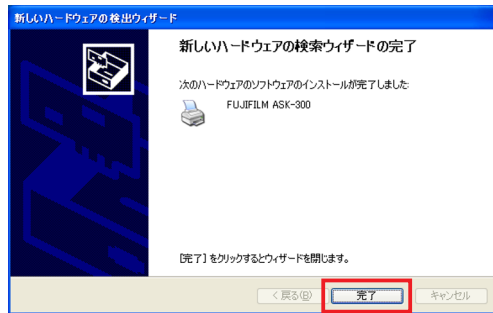 新しいハードウェアの検出ウィザード
新しいハードウェアの検索ウィザードの完了
次のハードウェアのソフトウェアのインストールが完了しました:
FUJIFILM ASK-300
[完了] をクリックするとウィザードを閉じます。
< 戻る(B)
完了
キャンセル